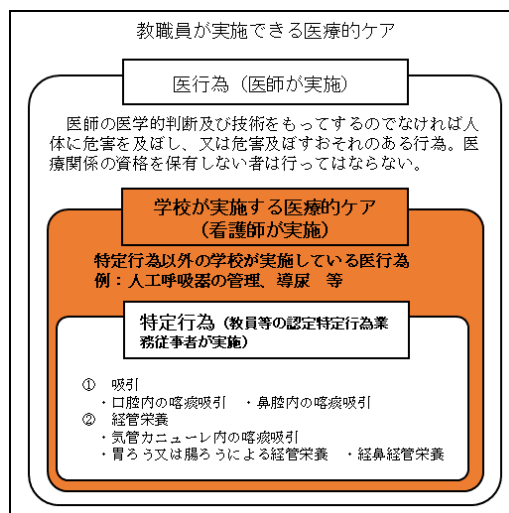 教職員が実施できる医療的ケア
医行為（医師が実施）
医師の医学的判断及び技術をもってするのでなければ人
体に危害を及ぼし、又は危害及ぼすおそれのある行為。医
療関係の資格を保有しない者は行ってはならない。
学校が実施する医療的ケア
（看護師が実施）
特定行為以外の学校が実施している医行為
例：人工呼吸器の管理、導尿　等
特定行為（教員等の認定特定行為業
務従事者が実施）
①　吸引
・口腔内の喀痰吸引　・鼻腔内の喀痰吸引
②　経管栄養
・気管カニューレ内の喀痰吸引
・胃ろう又は腸ろうによる経管栄養　・経鼻経管栄養